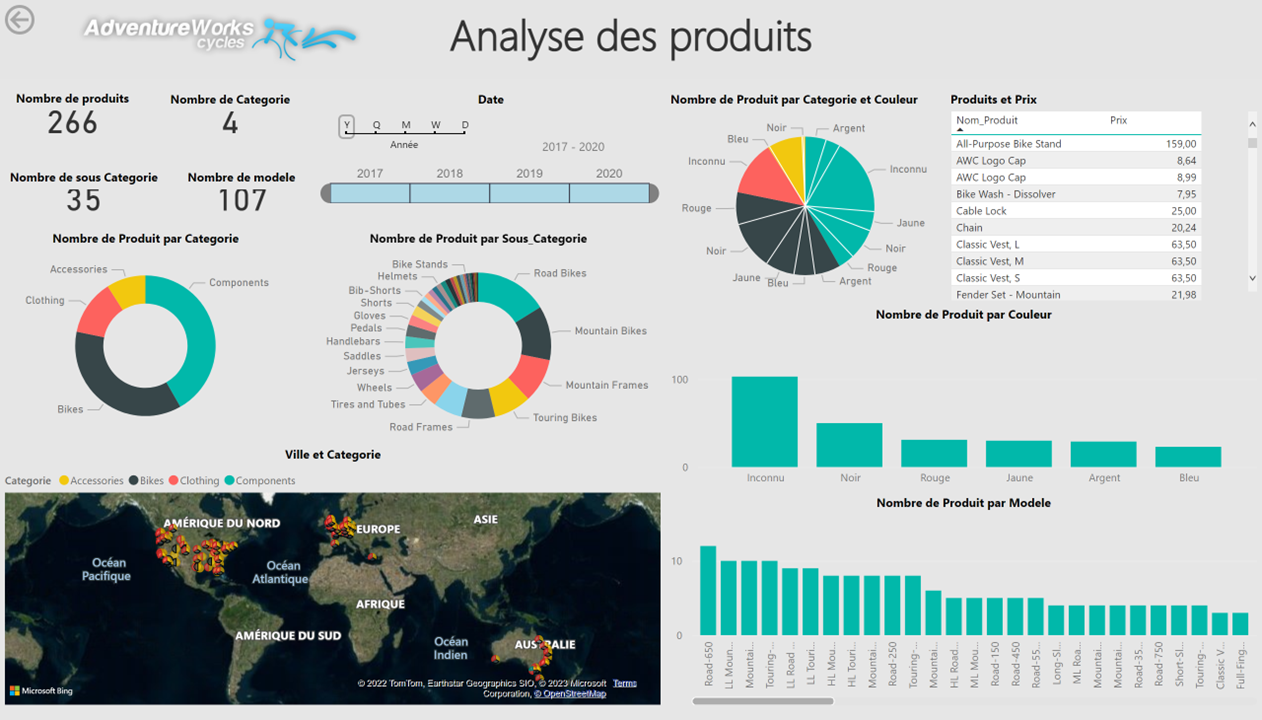 AdventureWorks
cycles
Analyse des produits
Nombre de produits
266
Nombre de Categorie
4
Nombre de sous Categorie
35
Nombre de modele
107
Date
Y Q M W D
Année
2017 - 2020
2017 2018 2019 2020
Nombre de Produit par Categorie et Couleur
Noir
Argent
Bleu
Inconnu
Inconnu
Rouge
Jaune
Noir
Noir
Rouge
Jaune
Bleu
Argent
Produits et Prix
Nom_Produit Prix
All-Purpose Bike Stand 159,00
AWC Logo Cap 8,64
AWC Logo Cap 8,99
Bike Wash - Dissolver 7,95
Cable Lock 25,00
Chain 20,24
Classic Vest, L 63,50
Classic Vest, M 63,50
Classic Vest, S 63,50
Fender Set - Mountain 21,98
Nombre de Produit par Categorie
Accessories
Components
Clothing
Bikes
Nombre de Produit par Sous_Categorie
Bike Stands
Road Bikes
Helmets
Bib-Shorts
Shorts
Gloves
Pedals
Mountain Bikes
Handlebars
Saddles
Jerseys
Mountain Frames
Wheels
Tires and Tubes
Touring Bikes
Road Frames
Nombre de Produit par Couleur
100
0
Inconnu Noir Rouge Jaune Argent Bleu
Ville et Categorie
Categorie Accessories Bikes Clothing Components
AMÉRIQUE DU NORD
EUROPE
ASIE
Océan
Pacifique
Océan
Atlantique
AFRIQUE
AMÉRIQUE DU SUD
Océan
Indien
AUSTRALIE
Microsoft Bing
© 2022 TomTom, Earthstar Geographics SIO, © 2023 Microsoft Terms
Corporation, © OpenStreetMap
Nombre de Produit par Modele
10
0
Road-650
LL Moun...
Mountai...
Touring-...
LL Road ...
LL Touri...
HL Mou...
HL Touri...
Mountai...
Road-250
Touring-...
Mountai...
HL Road...
ML Mou...
Road-150
Road-450
Road-55...
Long-Sl...
ML Roa...
Mountai...
Mountai...
Road-35...
Road-750
Short-Sl...
Touring-...
Classic V...
Full-Fing...